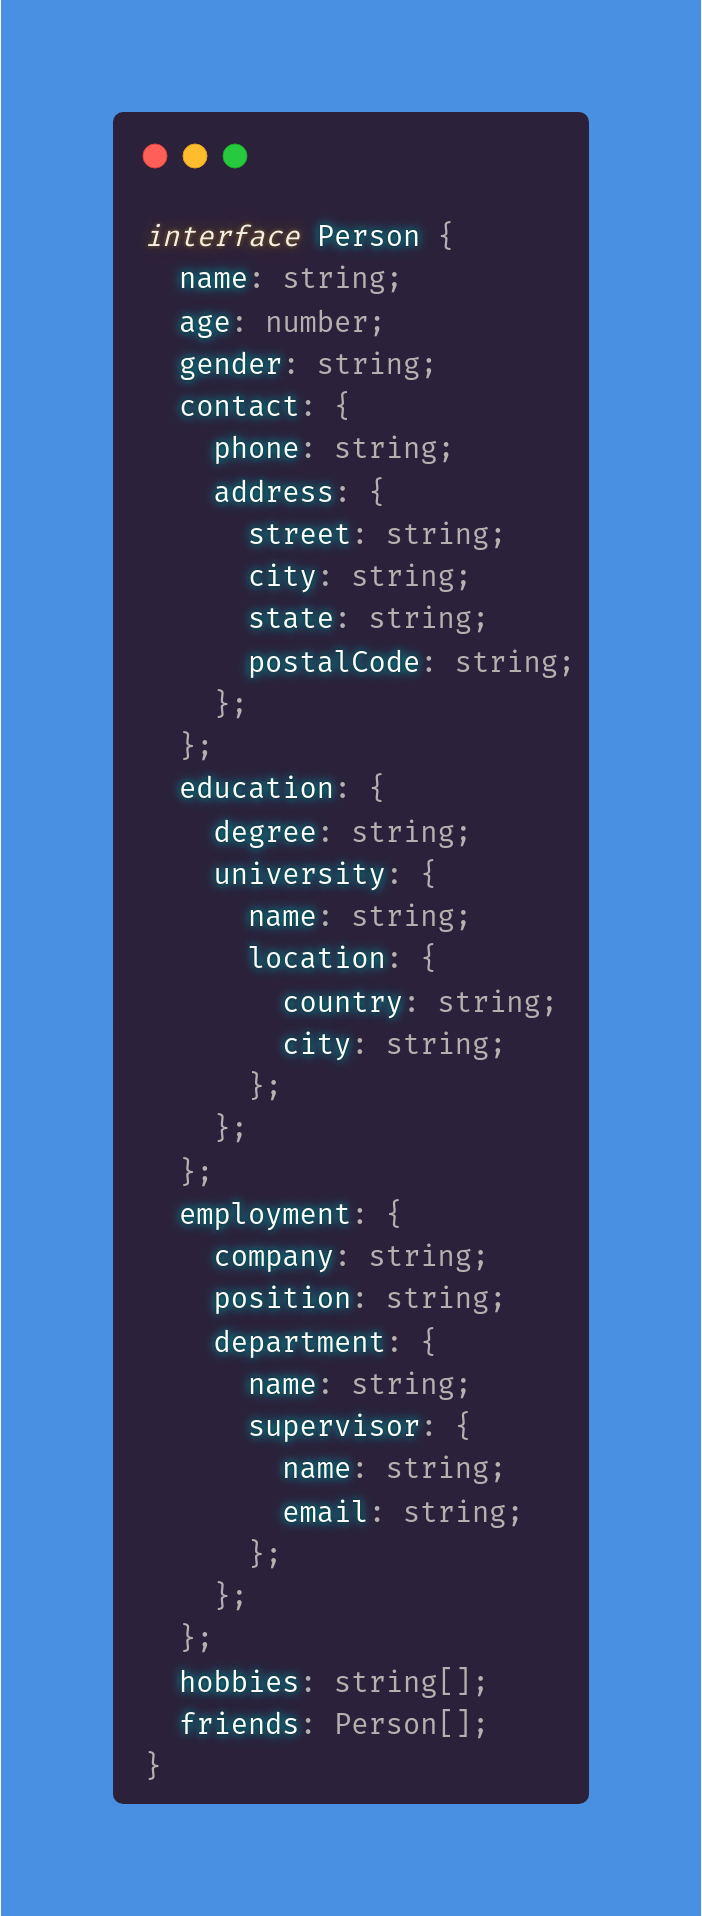 interface Person {
  name: string;
  age: number;
  gender: string;
  contact: {
    phone: string;
    address: {
      street: string;
      city: string;
      state: string;
      postalCode: string;
    };
  };
  education: {
    degree: string;
    university: {
      name: string;
      location: {
        country: string;
        city: string;
      };
    };
  };
  employment: {
    company: string;
    position: string;
    department: {
      name: string;
      supervisor: {
        name: string;
        email: string;
      };
    };
  };
  hobbies: string[];
  friends: Person[];
}